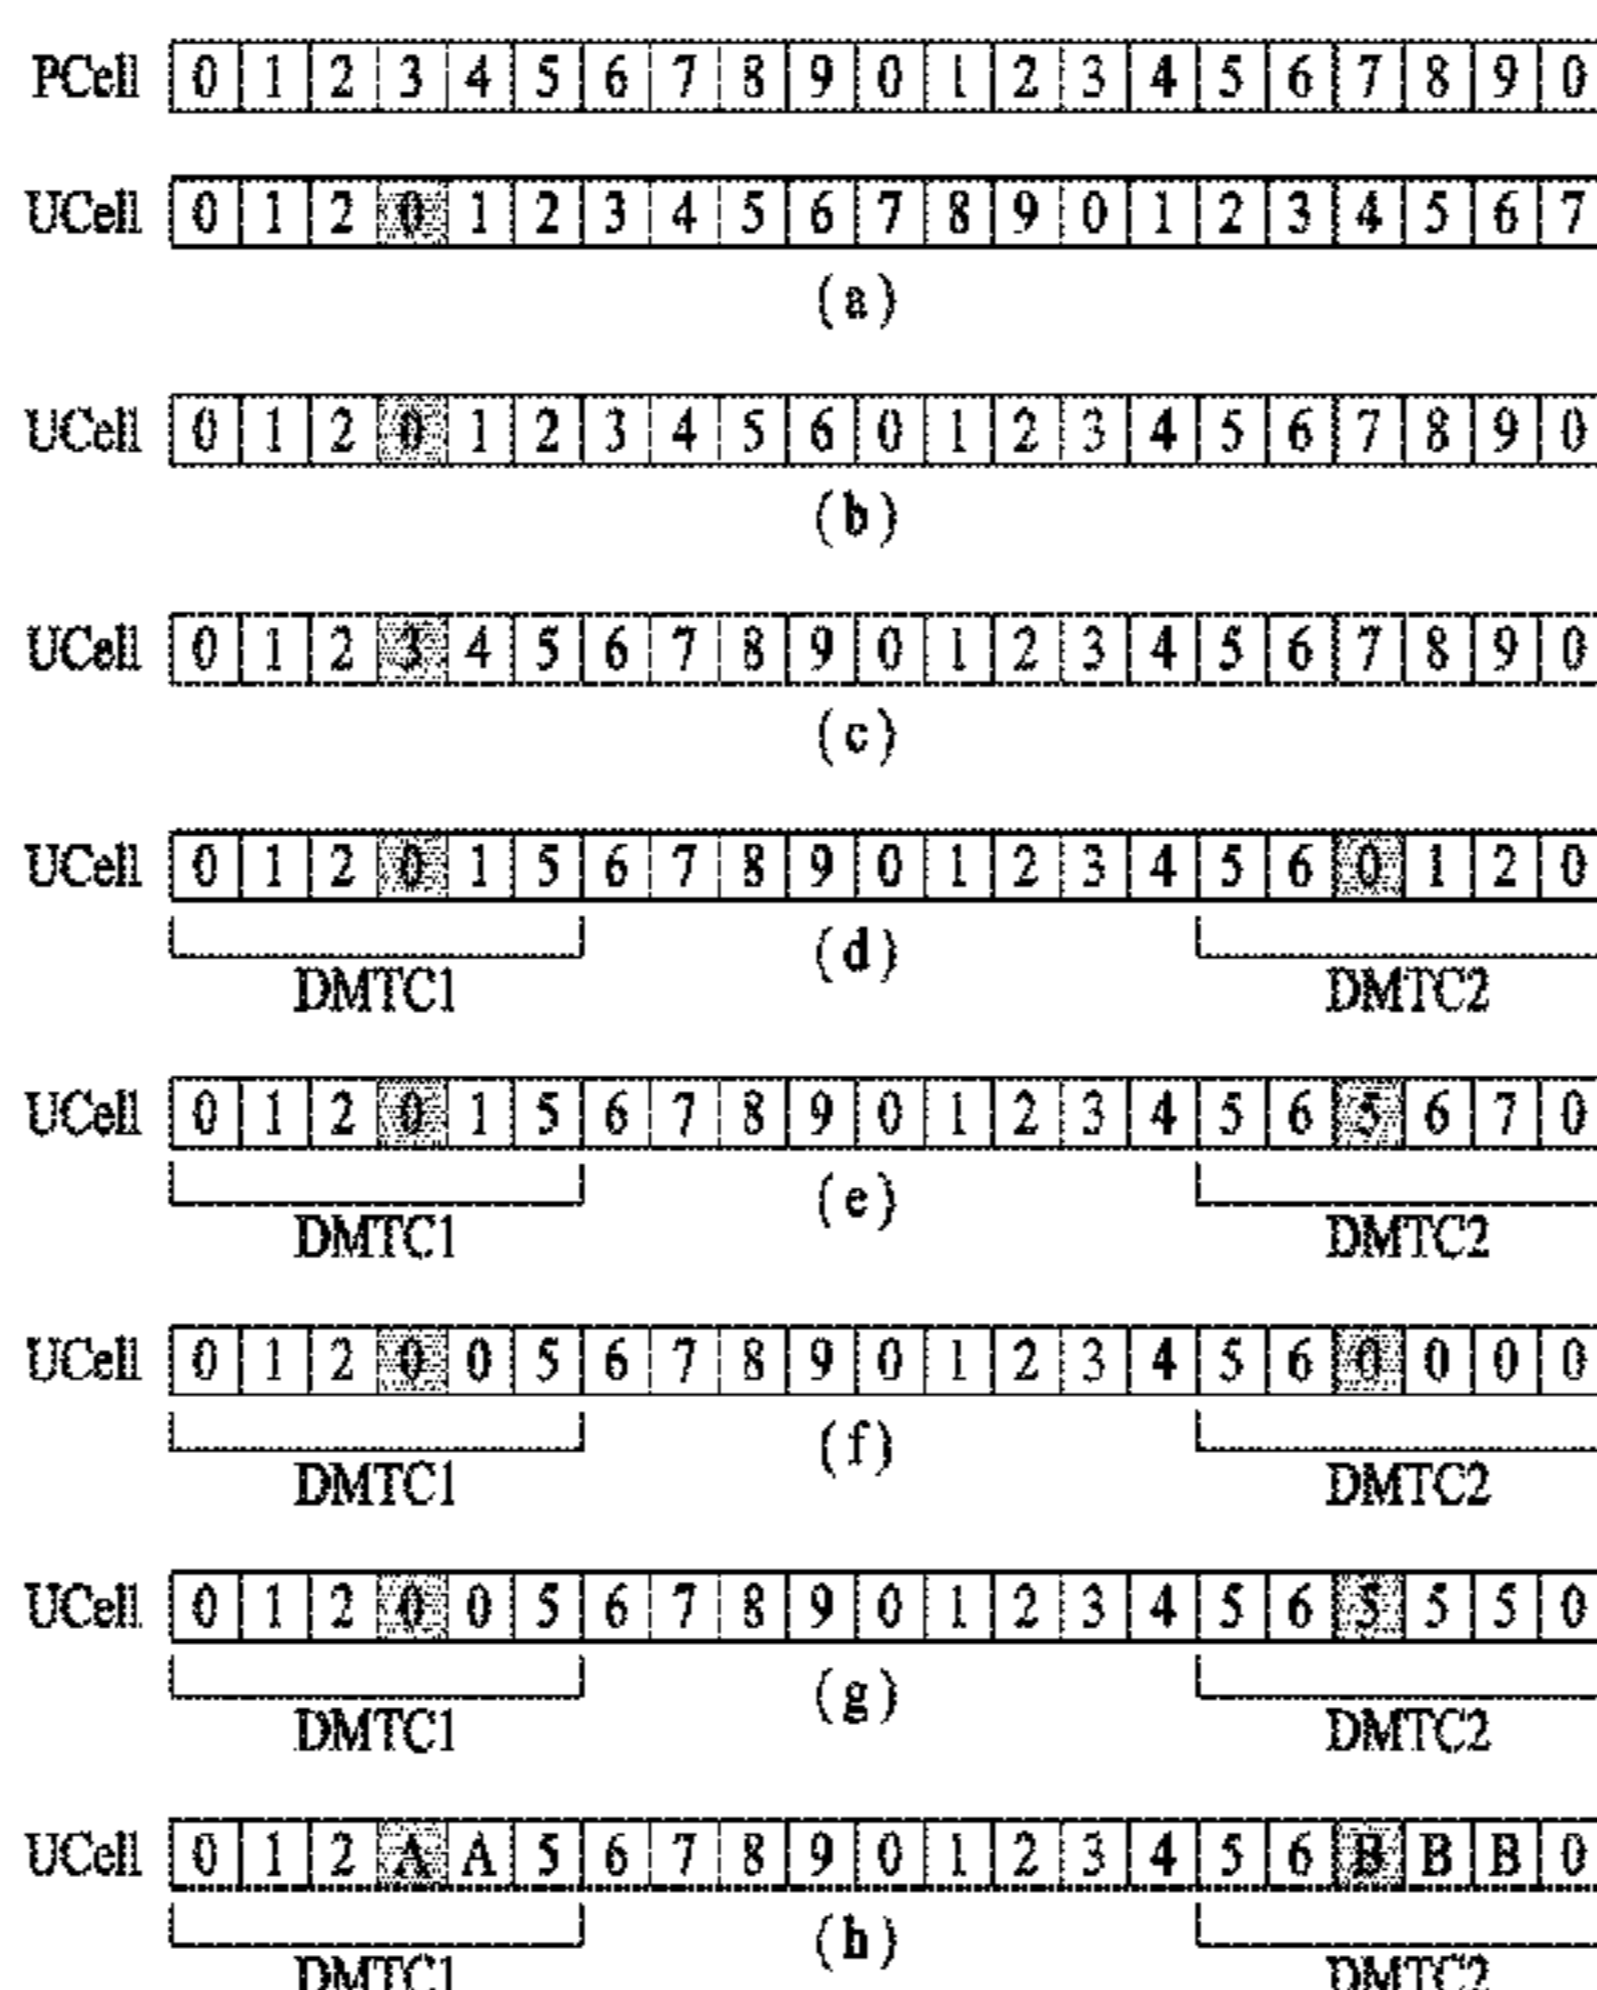 PCell 0 1 2 3 4 5 6 7 8 9 0 1 2 3 4 5 6 7 8 9 0
UCell 0 1 2 0 1 2 3 4 5 6 7 8 9 0 1 2 3 4 5 6 7
(a)
UCell 0 1 2 0 1 2 3 4 5 6 0 1 2 3 4 5 6 7 8 9 0
(b)
UCell 0 1 2 3 4 5 6 7 8 9 0 1 2 3 4 5 6 7 8 9 0
(c)
UCell 0 1 2 0 1 5 6 7 8 9 0 1 2 3 4 5 6 0 1 2 0
(d)
DMTC1 DMTC2
UCell 0 1 2 0 1 5 6 7 8 9 0 1 2 3 4 5 6 5 6 7 0
(e)
DMTC1 DMTC2
UCell 0 1 2 0 0 5 6 7 8 9 0 1 2 3 4 5 6 0 0 0 0
(f)
DMTC1 DMTC2
UCell 0 1 2 0 0 5 6 7 8 9 0 1 2 3 4 5 6 5 5 5 0
(g)
DMTC1 DMTC2
UCell 0 1 2 A A 5 6 7 8 9 0 1 2 3 4 5 6 B B B 0
(h)
DMTC1 DMTC2